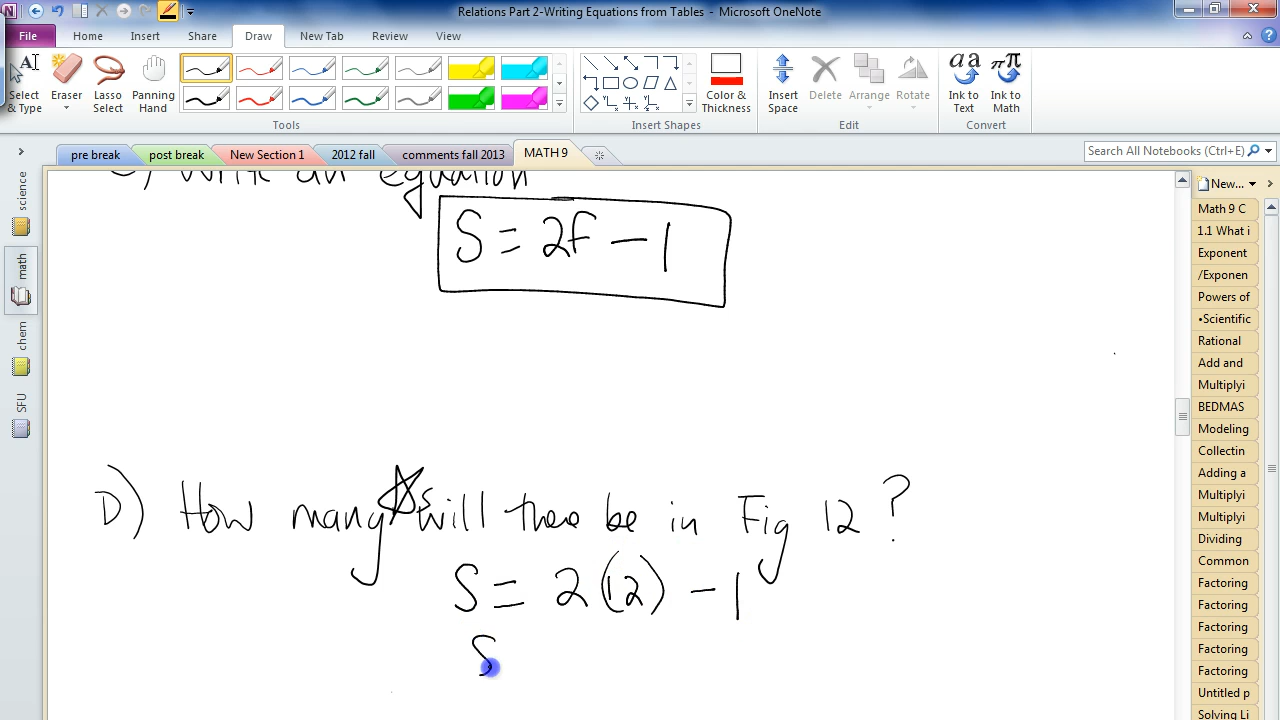 Relations Part 2-Writing Equations from Tables - Microsoft OneNote
File Home Insert Share Draw New Tab Review View
Select & Type
Eraser
Lasso Select
Panning Hand
Color & Thickness
Insert Space
Delete
Arrange
Rotate
Ink to Text
Ink to Math
Tools
Insert Shapes
Edit
Convert
pre break
post break
New Section 1
2012 fall
comments fall 2013
MATH 9
Search All Notebooks (Ctrl+E)
science
math
chem
SFU
C) Write an equation
S = 2F - 1
D) How many ☆s will there be in Fig 12?
S = 2(12) - 1
S
New...
Math 9 C
1.1 What i
Exponent
/Exponen
Powers of
•Scientific
Rational
Add and
Multiplyi
BEDMAS
Modeling
Collectin
Adding a
Multiplyi
Multiplyi
Dividing
Common
Factoring
Factoring
Factoring
Factoring
Factoring
Untitled p
Solving Li